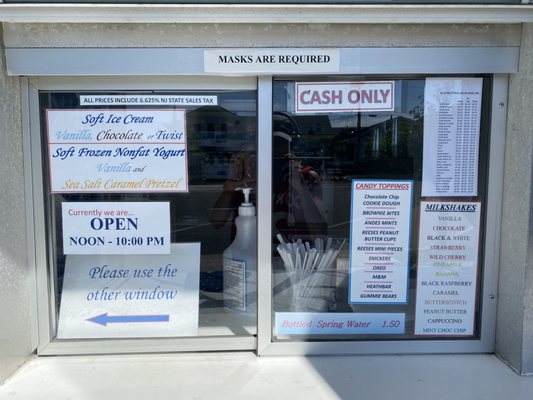 MASKS ARE REQUIRED
ALL PRICES INCLUDE 6.625% NJ STATE SALES TAX
Soft Ice Cream
Vanilla, Chocolate or Twist
Soft Frozen Nonfat Yogurt
Vanilla and
Sea Salt Caramel Pretzel
Currently we are...
OPEN
NOON - 10:00 PM
Please use the
other window
CASH ONLY
CANDY TOPPINGS
Chocolate Chip
COOKIE DOUGH
BROWNIE BITES
ANDES MINTS
REESES PEANUT
BUTTER CUPS
REESES MINI PIECES
SNICKERS
OREO
M&M
HEATHBAR
GUMMIE BEARS
Bottled Spring Water 1.50
MILKSHAKES
VANILLA
CHOCOLATE
BLACK & WHITE
STRAWBERRY
WILD CHERRY
PINEAPPLE
BANANA
BLACK RASPBERRY
CARAMEL
BUTTERSCOTCH
PEANUT BUTTER
CAPPUCCINO
MINT CHOC CHIP